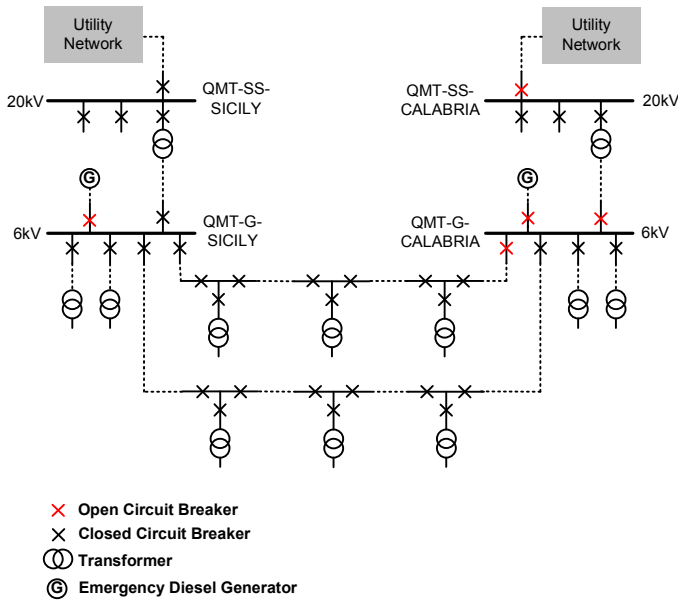 Utility
Network
Utility
Network
20kV
QMT-SS-
SICILY
QMT-SS-
CALABRIA
20kV
G
G
6kV
QMT-G-
SICILY
QMT-G-
CALABRIA
6kV
Open Circuit Breaker
Closed Circuit Breaker
Transformer
G Emergency Diesel Generator